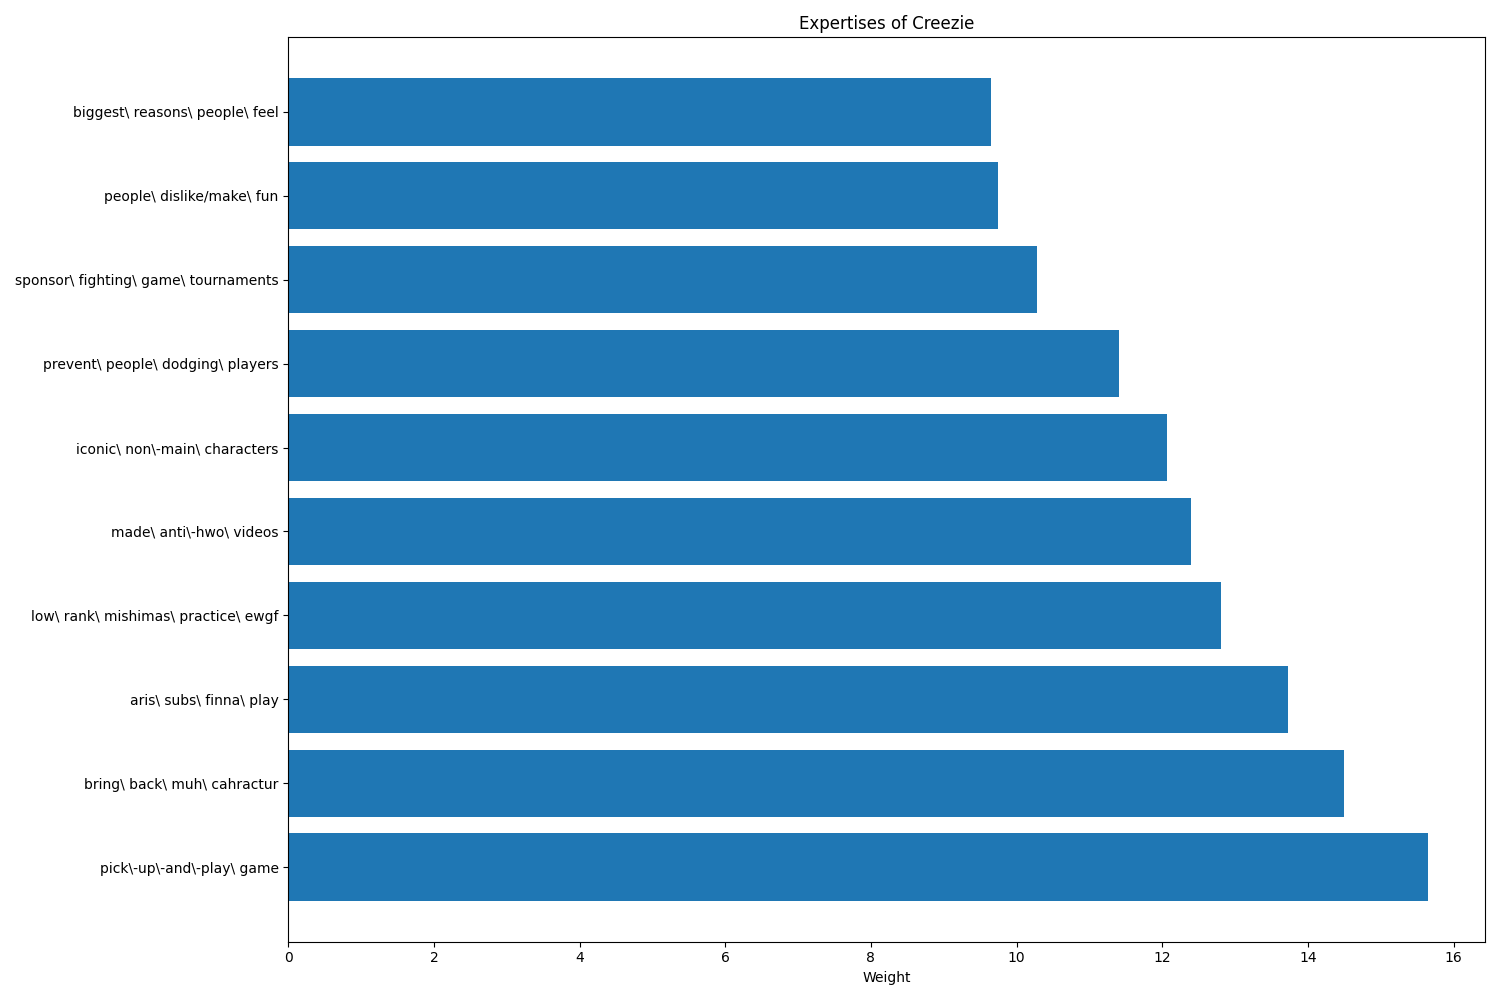 Expertises of Creezie
biggest\ reasons\ people\ feel
people\ dislike/make\ fun
sponsor\ fighting\ game\ tournaments
prevent\ people\ dodging\ players
iconic\ non\-main\ characters
made\ anti\-hwo\ videos
low\ rank\ mishimas\ practice\ ewgf
aris\ subs\ finna\ play
bring\ back\ muh\ cahractur
pick\-up\-and\-play\ game
0 2 4 6 8 10 12 14 16
Weight